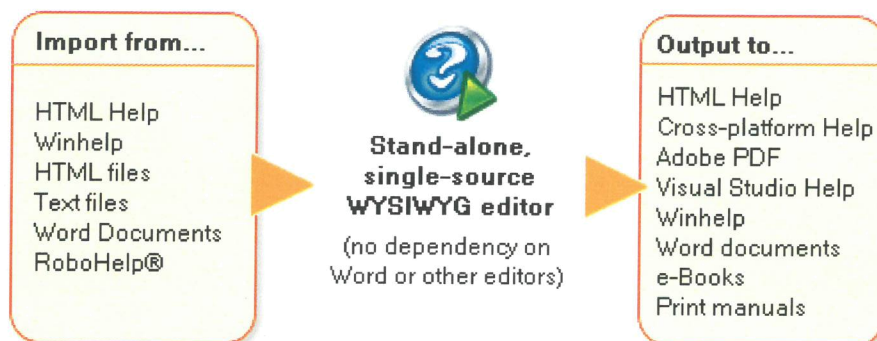 Import from...
HTML Help
Winhelp
HTML files
Text files
Word Documents
RoboHelp®
Stand-alone,
single-source
WYSIWYG editor
(no dependency on
Word or other editors)
Output to...
HTML Help
Cross-platform Help
Adobe PDF
Visual Studio Help
Winhelp
Word documents
e-Books
Print manuals